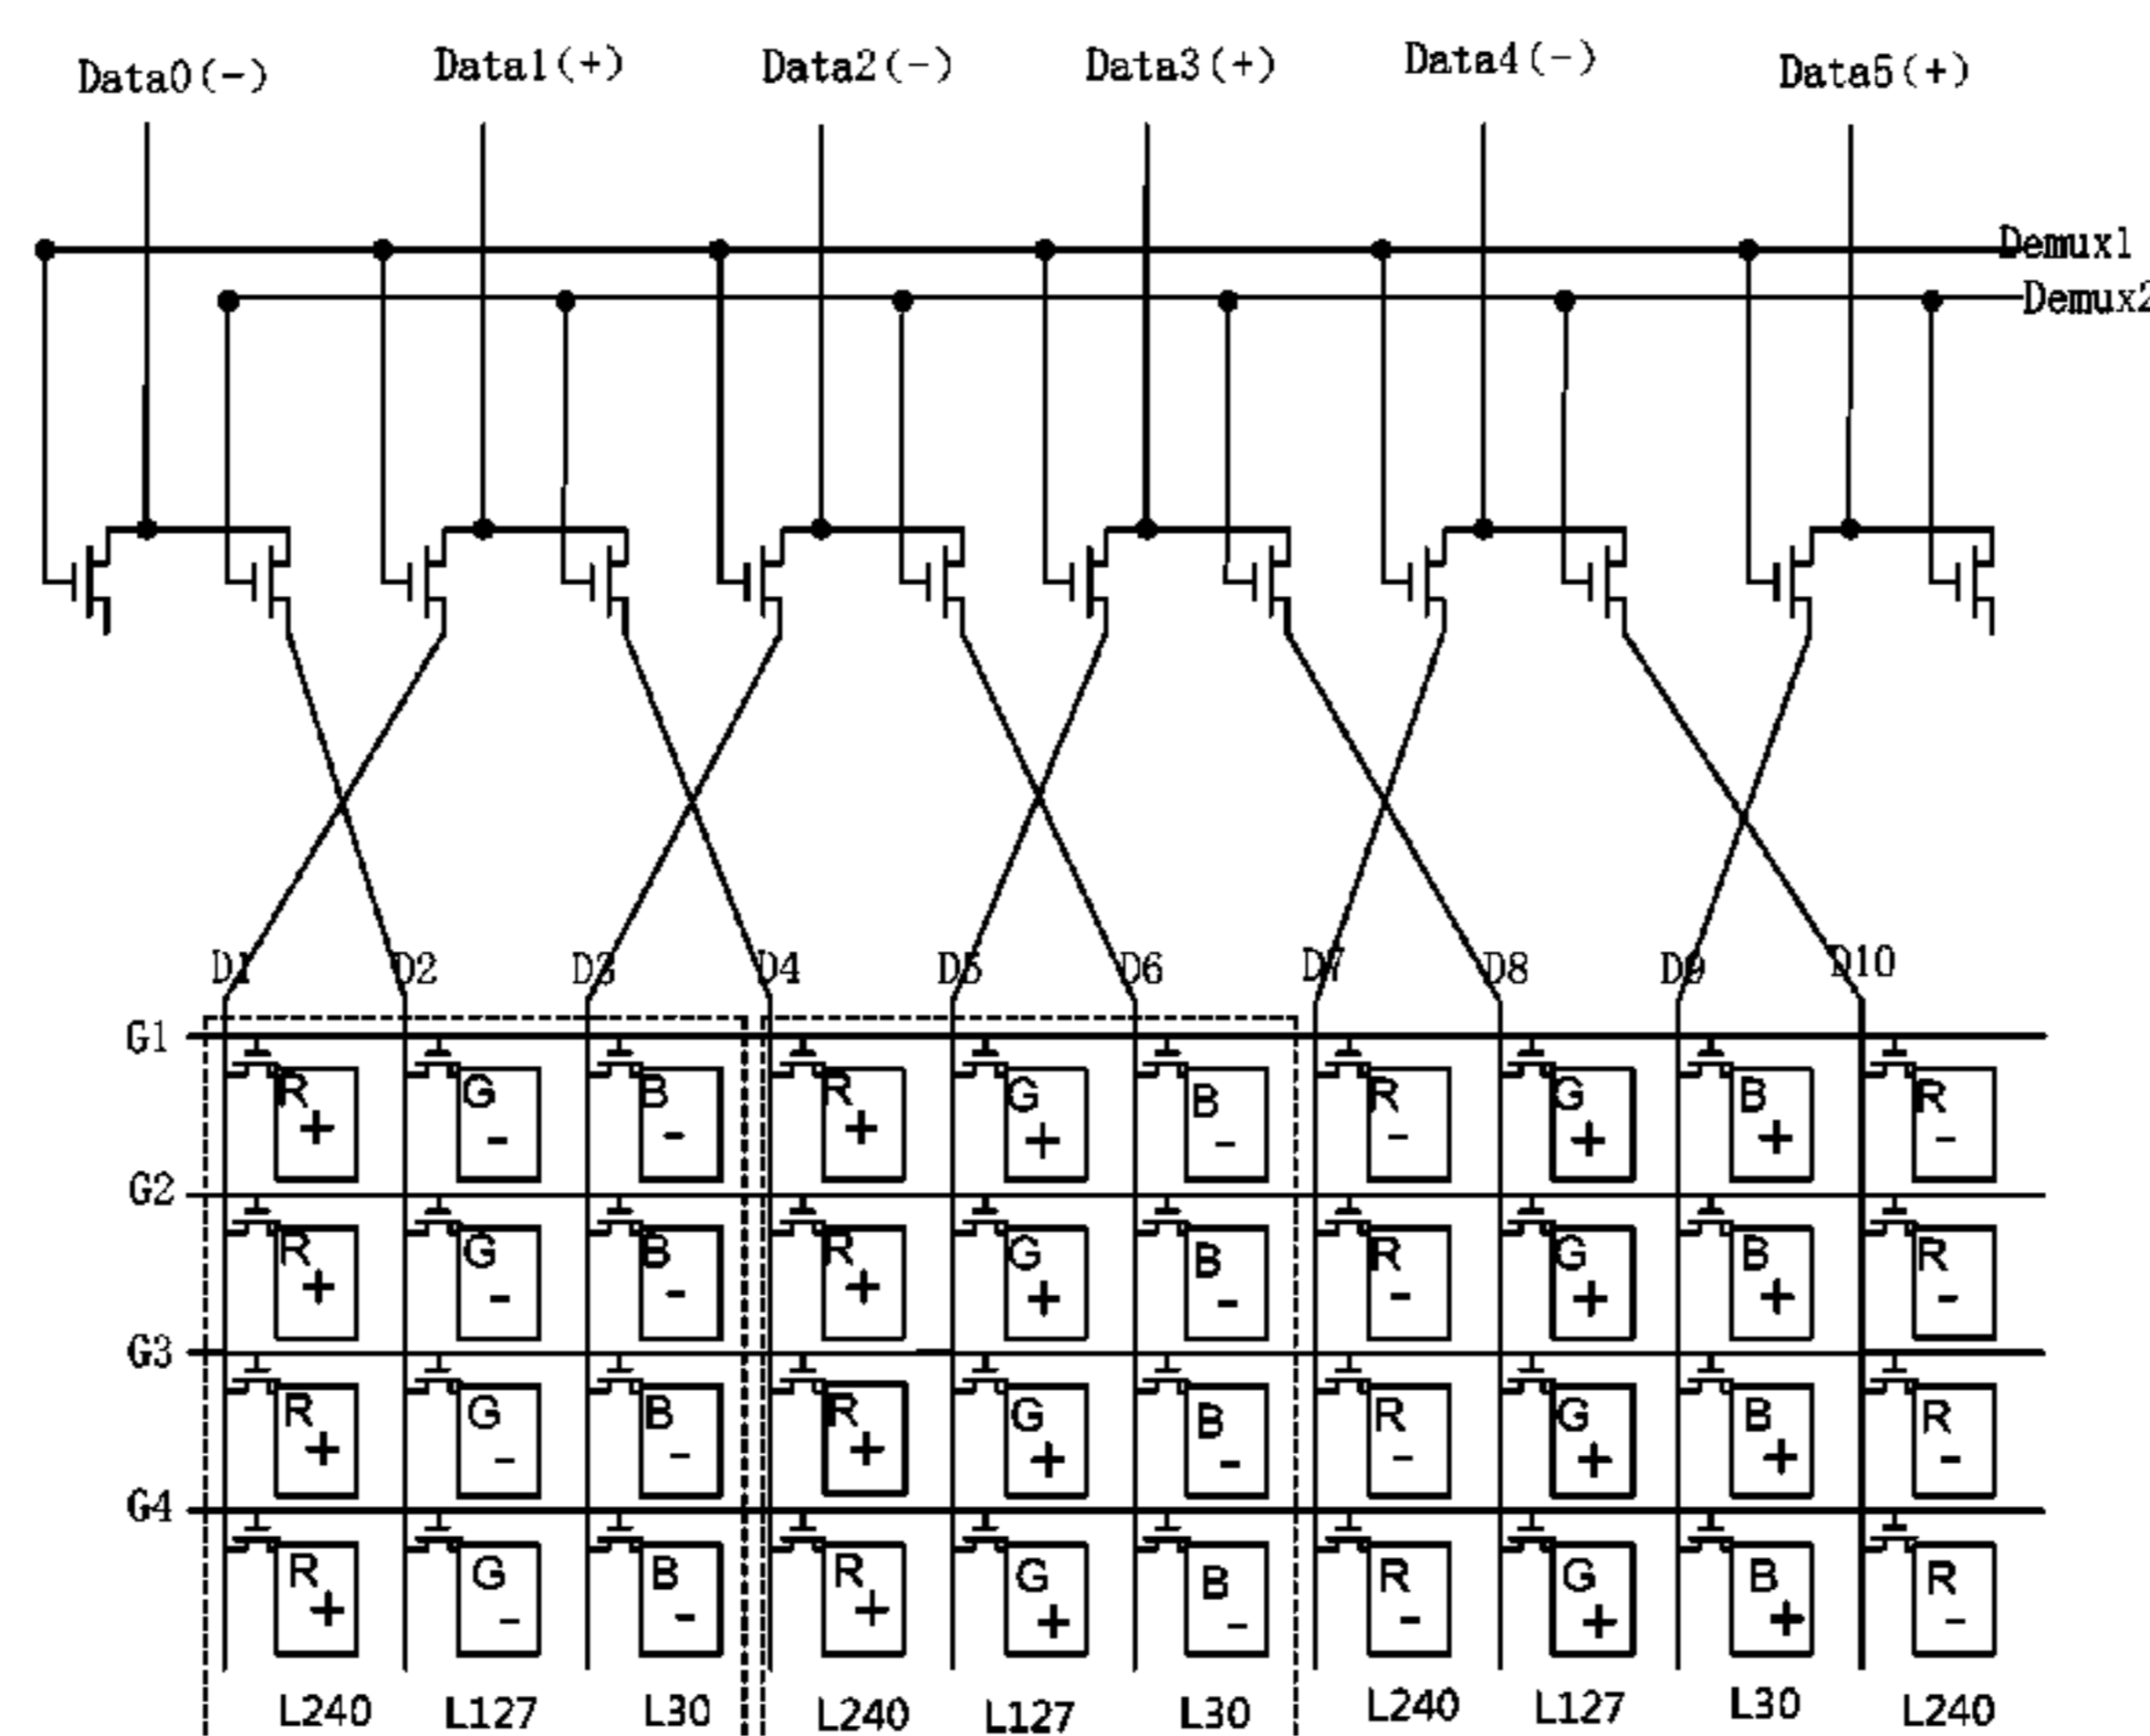 Data0(-) Data1(+) Data2(-) Data3(+) Data4(-) Data5(+)
Demux1
Demux2
D1 D2 D3 D4 D5 D6 D7 D8 D9 D10
G1
R G B R G B R G B R
+ - - + + - - + + -
G2
R G B R G B R G B R
+ - - + + - - + + -
G3
R G B R G B R G B R
+ - - + + - - + + -
G4
R G B R G B R G B R
+ - - + + - - + + -
L240 L127 L30 L240 L127 L30 L240 L127 L30 L240